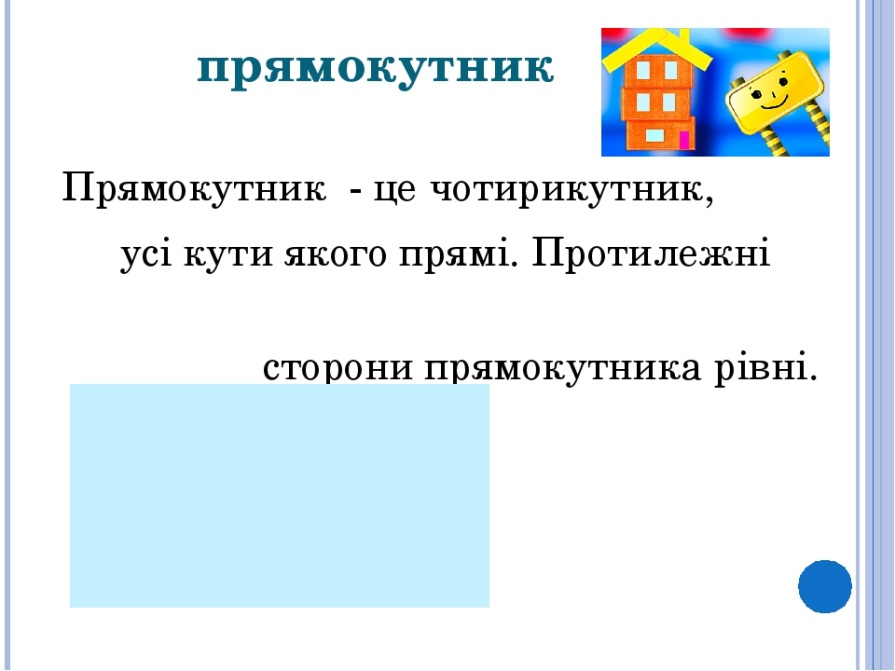 прямокутник
Прямокутник - це чотирикутник,
усі кути якого прямі. Протилежні
сторони прямокутника рівні.